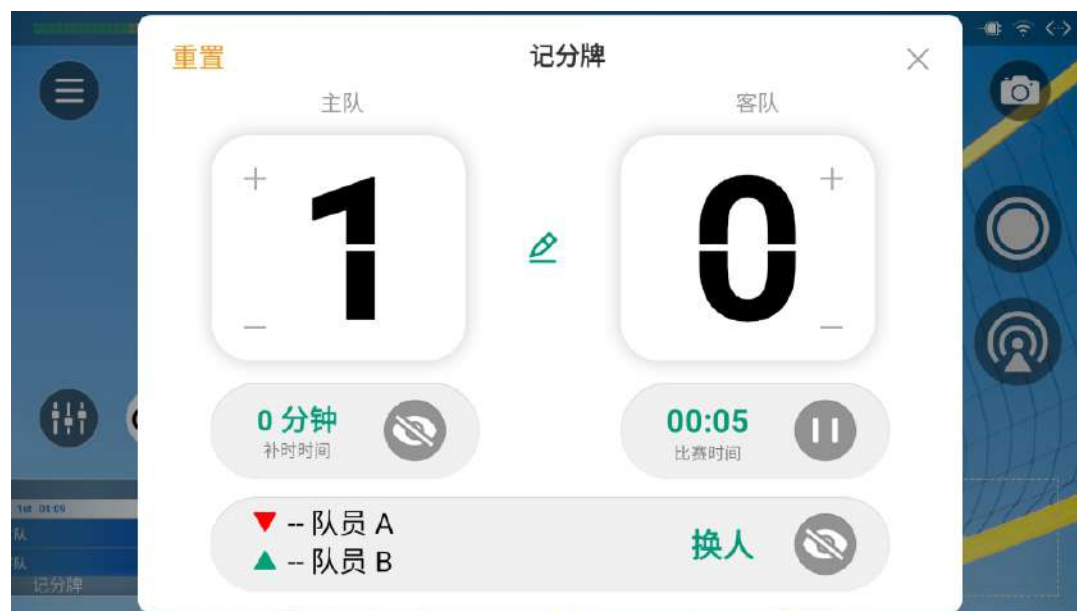 重置
记分牌
主队
客队
+
1
−
+
0
−
0 分钟
补时时间
00:05
比赛时间
▼ -- 队员 A
▲ -- 队员 B
换人
1st 01:09
队
队
记分牌